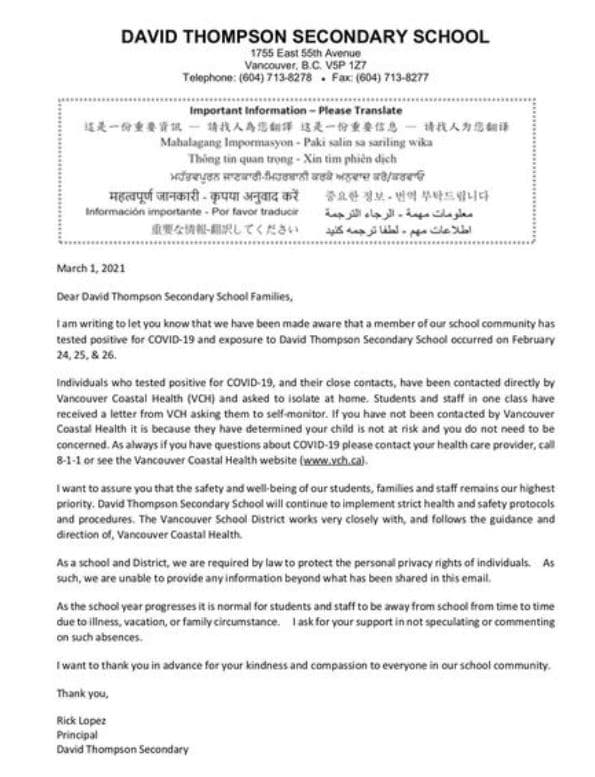 DAVID THOMPSON SECONDARY SCHOOL
1755 East 55th Avenue
Vancouver, B.C. V5P 1Z7
Telephone: (604) 713-8278 • Fax: (604) 713-8277
Important Information – Please Translate
這是一份重要資訊 — 請找人為您翻譯 这是一份重要信息 — 请找人为您翻译
Mahalagang Impormasyon - Paki salin sa sariling wika
Thông tin quan trọng - Xin tìm phiên dịch
ਮਹੱਤਵਪੂਰਨ ਜਾਣਕਾਰੀ-ਮਿਹਰਬਾਨੀ ਕਰਕੇ ਅਨੁਵਾਦ ਕਰੋ/ਕਰਵਾਓ
महत्वपूर्ण जानकारी - कृपया अनुवाद करें 중요한 정보 - 번역 부탁드립니다
Información importante - Por favor traducir معلومات مهمة - الرجاء الترجمة
重要な情報-翻訳してください اطلاعات مهم - لطفا ترجمه كنيد
March 1, 2021
Dear David Thompson Secondary School Families,
I am writing to let you know that we have been made aware that a member of our school community has
tested positive for COVID-19 and exposure to David Thompson Secondary School occurred on February
24, 25, & 26.
Individuals who tested positive for COVID-19, and their close contacts, have been contacted directly by
Vancouver Coastal Health (VCH) and asked to isolate at home. Students and staff in one class have
received a letter from VCH asking them to self-monitor. If you have not been contacted by Vancouver
Coastal Health it is because they have determined your child is not at risk and you do not need to be
concerned. As always if you have questions about COVID-19 please contact your health care provider, call
8-1-1 or see the Vancouver Coastal Health website (www.vch.ca).
I want to assure you that the safety and well-being of our students, families and staff remains our highest
priority. David Thompson Secondary School will continue to implement strict health and safety protocols
and procedures. The Vancouver School District works very closely with, and follows the guidance and
direction of, Vancouver Coastal Health.
As a school and District, we are required by law to protect the personal privacy rights of individuals. As
such, we are unable to provide any information beyond what has been shared in this email.
As the school year progresses it is normal for students and staff to be away from school from time to time
due to illness, vacation, or family circumstance. I ask for your support in not speculating or commenting
on such absences.
I want to thank you in advance for your kindness and compassion to everyone in our school community.
Thank you,
Rick Lopez
Principal
David Thompson Secondary